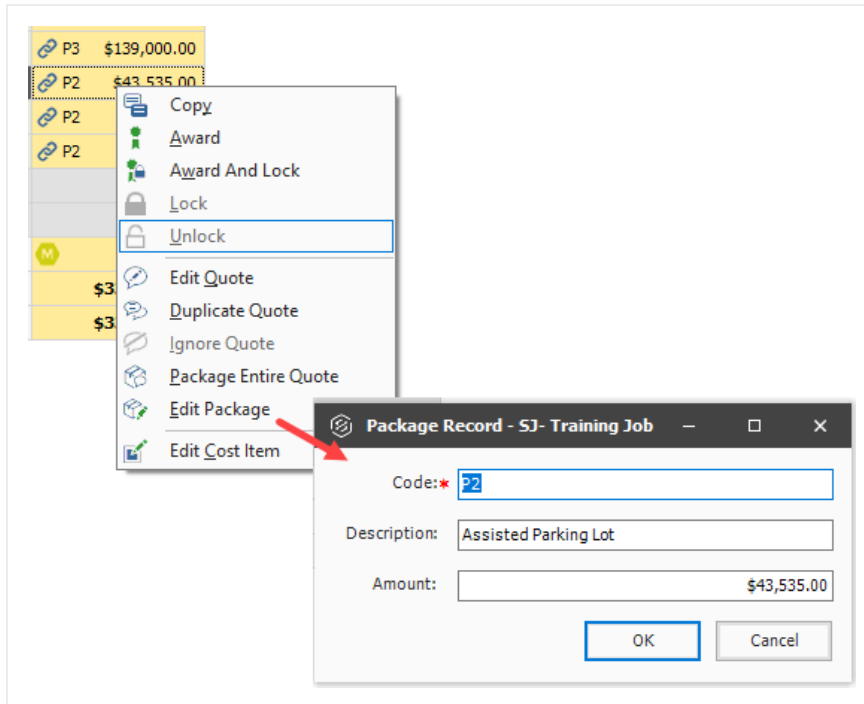 P3 $139,000.00
P2 $43,535.00
P2
P2
M
$3
$3
Copy
Award
Award And Lock
Lock
Unlock
Edit Quote
Duplicate Quote
Ignore Quote
Package Entire Quote
Edit Package
Edit Cost Item
Package Record - SJ- Training Job
Code:* P2
Description: Assisted Parking Lot
Amount: $43,535.00
OK Cancel